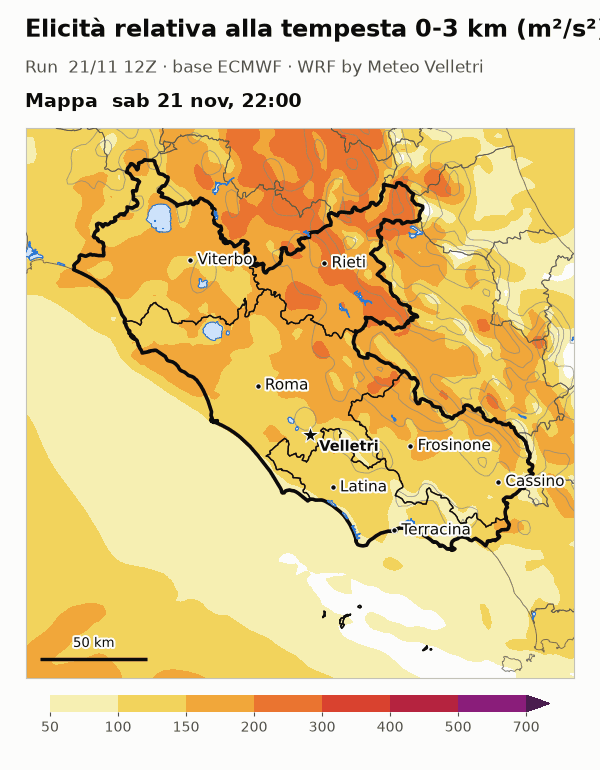 Elicità relativa alla tempesta 0-3 km (m²/s²)
Run  21/11 12Z · base ECMWF · WRF by Meteo Velletri
Mappa  sab 21 nov, 22:00
Viterbo
Rieti
Roma
Velletri
Frosinone
Cassino
Latina
Terracina
50 km
50 100 150 200 300 400 500 700